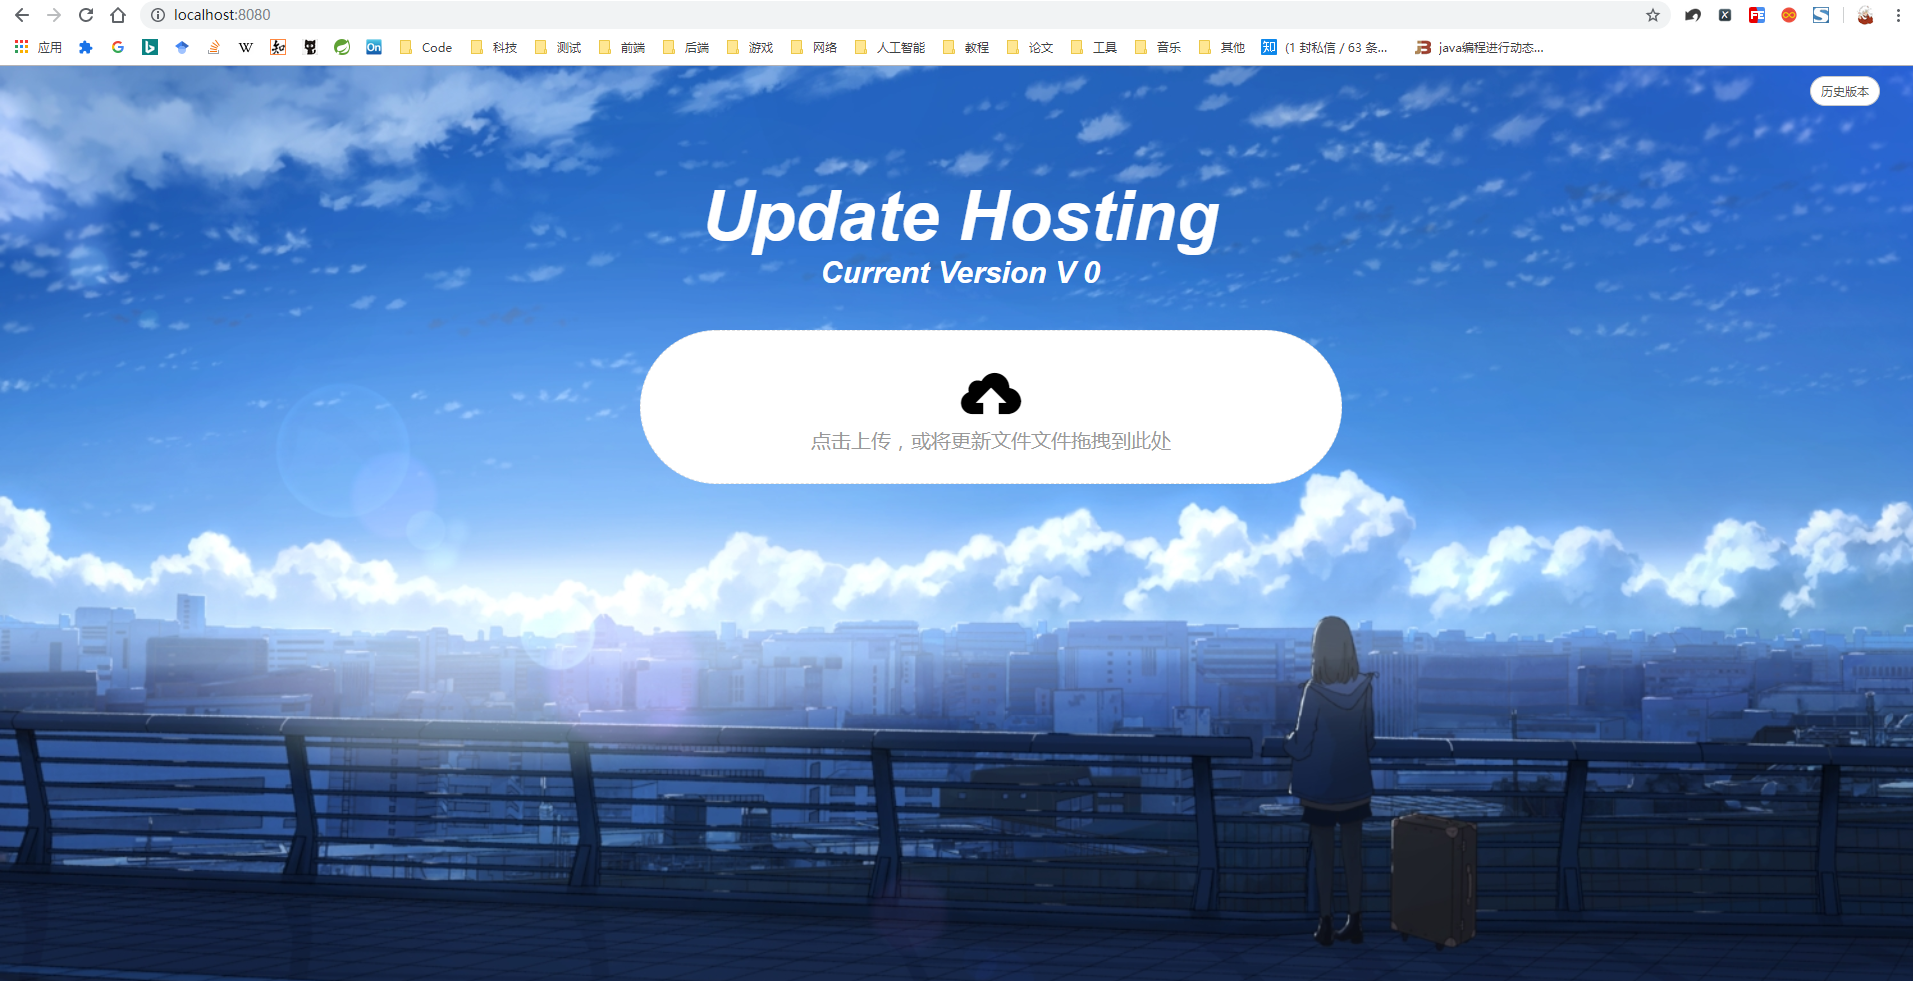 localhost:8080
应用 Code 科技 测试 前端 后端 游戏 网络 人工智能 教程 论文 工具 音乐 其他 知 (1 封私信 / 63 条... java编程进行动态...
历史版本
Update Hosting
Current Version V 0
点击上传，或将更新文件文件拖拽到此处